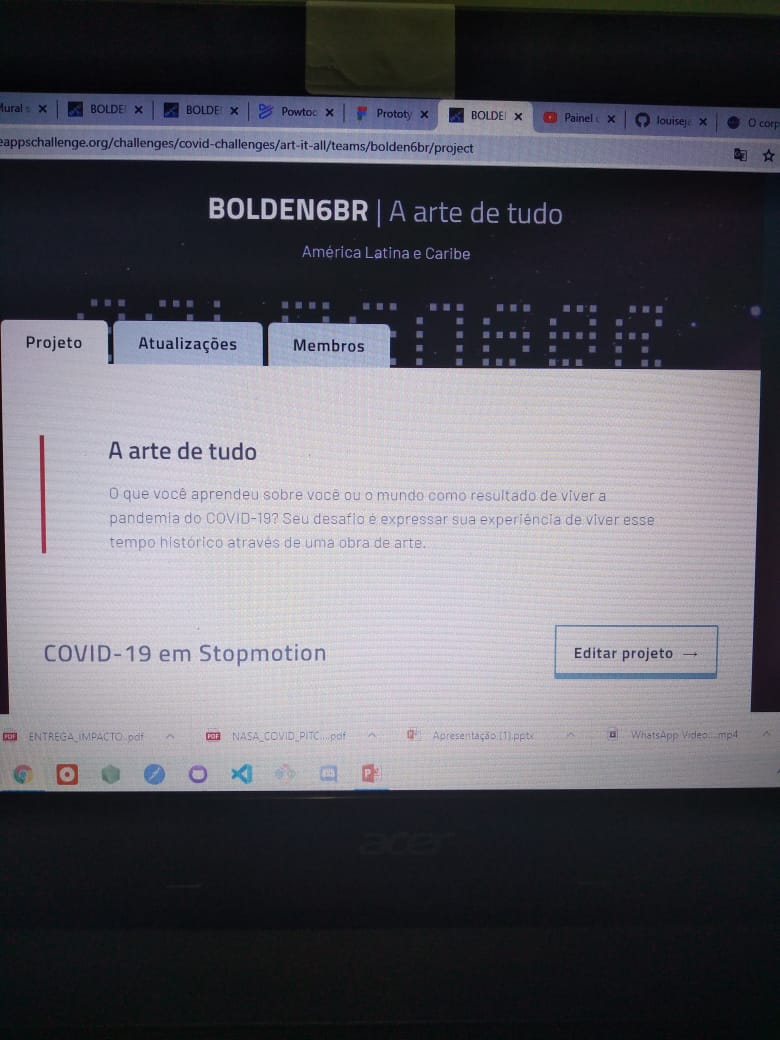 Mural
BOLDE
BOLDE
Powtoc
Prototy
BOLDE
Painel
louiseje
O corp
eappschallenge.org/challenges/covid-challenges/art-it-all/teams/bolden6br/project
BOLDEN6BR | A arte de tudo
América Latina e Caribe
Projeto
Atualizações
Membros
A arte de tudo
O que você aprendeu sobre você ou o mundo como resultado de viver a
pandemia do COVID-19? Seu desafio é expressar sua experiência de viver esse
tempo histórico através de uma obra de arte.
COVID-19 em Stopmotion
Editar projeto →
ENTREGA_IMPACTO..pdf
NASA_COVID_PITC....pdf
Apresentação (1).pptx
WhatsApp Video....mp4
acer